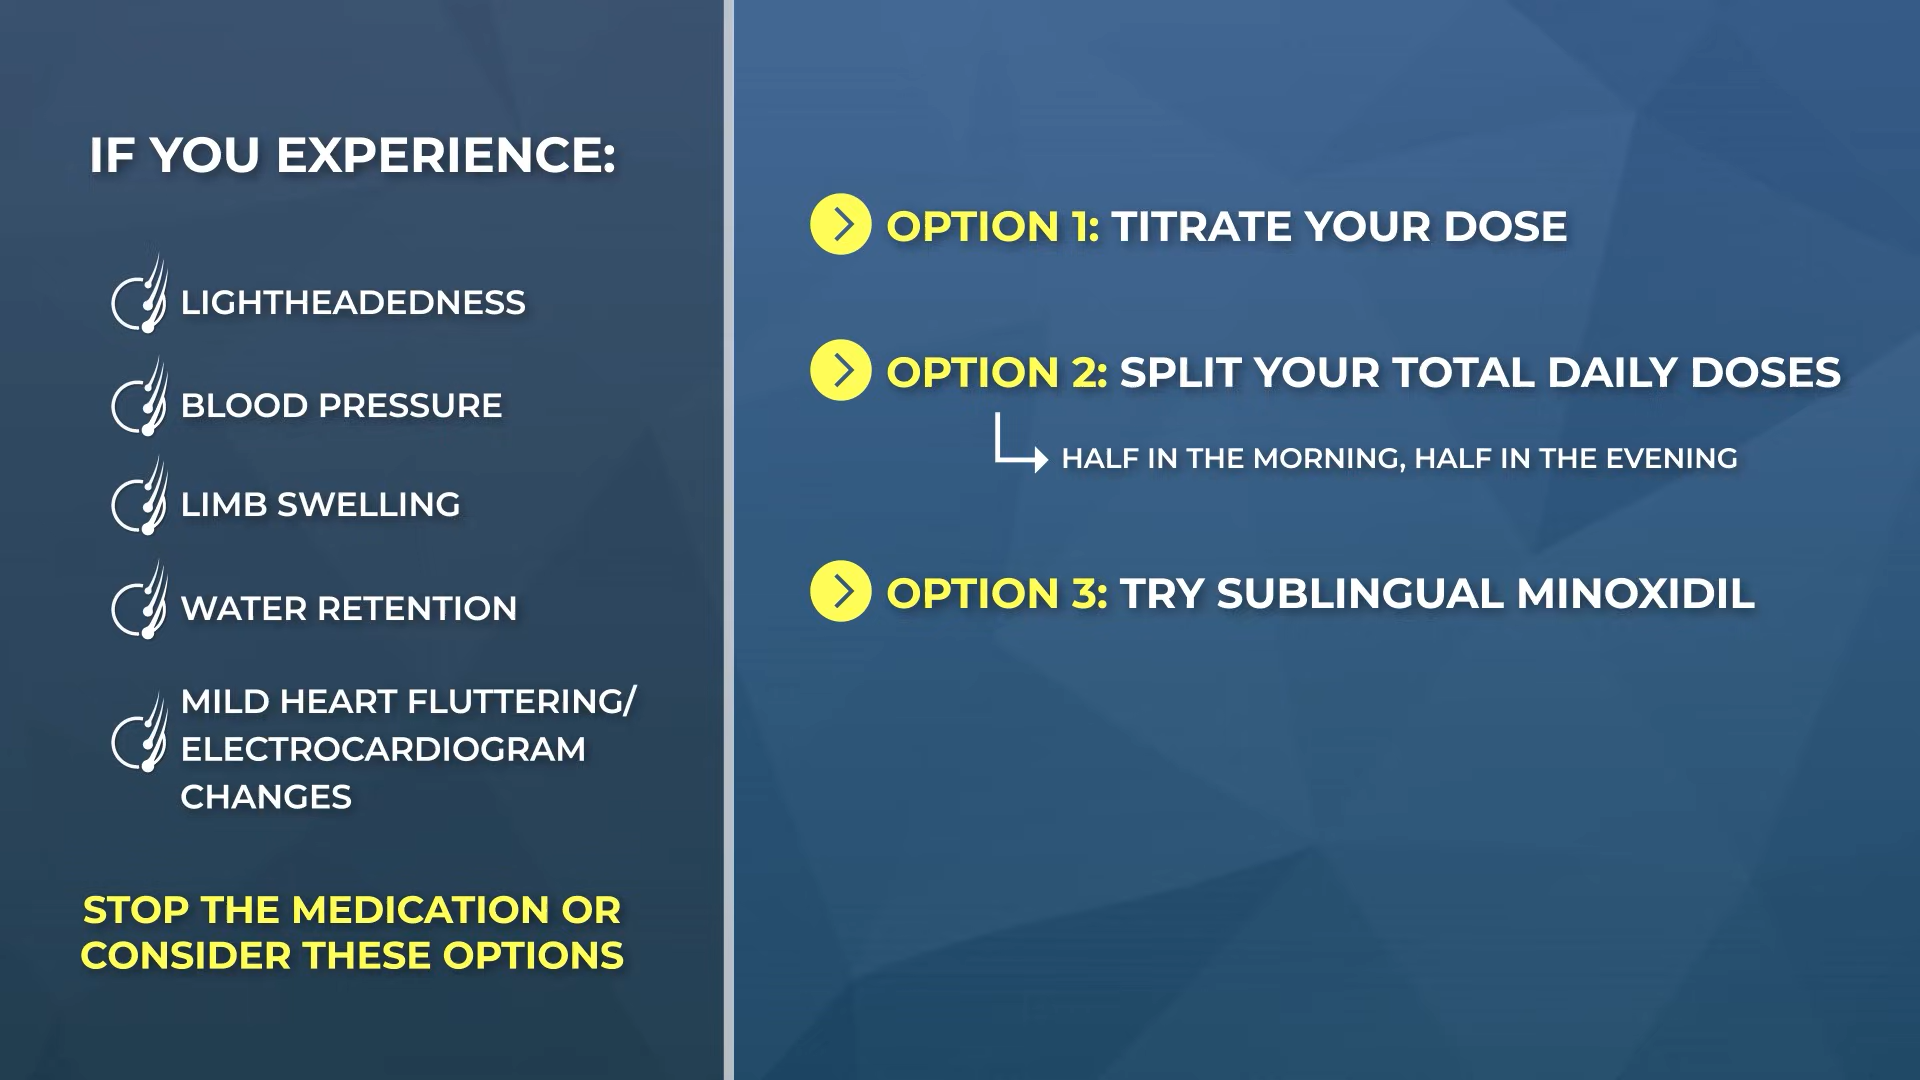 IF YOU EXPERIENCE:
LIGHTHEADEDNESS
BLOOD PRESSURE
LIMB SWELLING
WATER RETENTION
MILD HEART FLUTTERING/
ELECTROCARDIOGRAM
CHANGES
STOP THE MEDICATION OR
CONSIDER THESE OPTIONS
OPTION 1: TITRATE YOUR DOSE
OPTION 2: SPLIT YOUR TOTAL DAILY DOSES
HALF IN THE MORNING, HALF IN THE EVENING
OPTION 3: TRY SUBLINGUAL MINOXIDIL